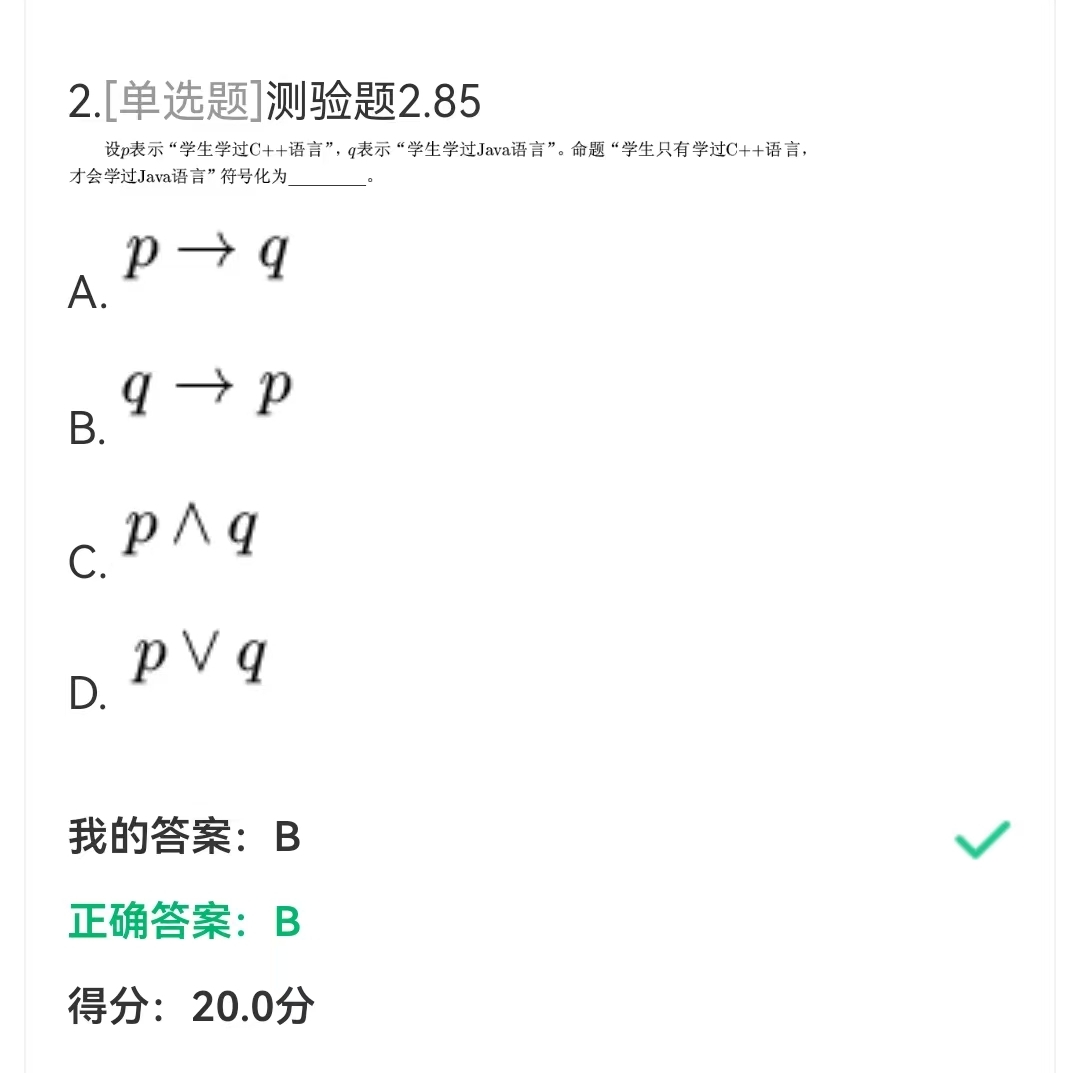 2.[单选题]测验题2.85
设p表示“学生学过C++语言”，q表示“学生学过Java语言”。命题“学生只有学过C++语言，
才会学过Java语言”符号化为________。
A. p → q
B. q → p
C. p ∧ q
D. p ∨ q
我的答案：B
正确答案：B
得分：20.0分